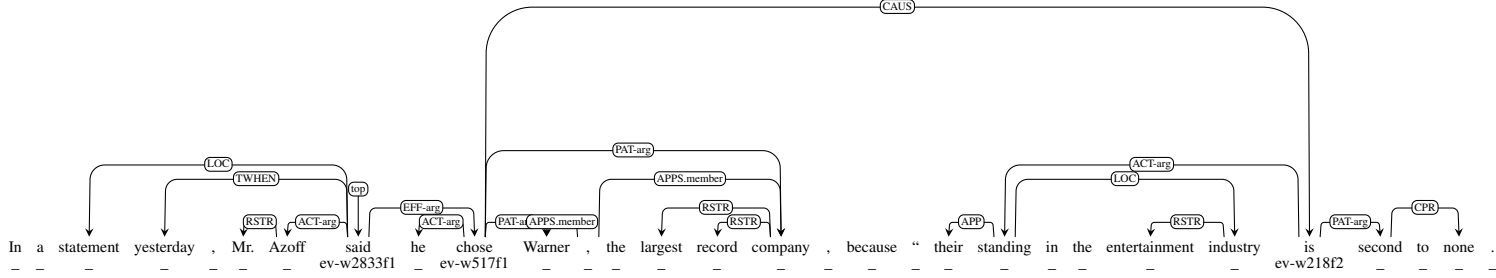 CAUS
PAT-arg
LOC ACT-arg
TWHEN top APPS.member LOC
EFF-arg RSTR CPR
RSTR ACT-arg ACT-arg APPS.member RSTR APP RSTR PAT-arg
In a statement yesterday , Mr. Azoff said he chose Warner , the largest record company , because “ their standing in the entertainment industry is second to none .
ev-w2833f1 ev-w517f1 ev-w218f2
_ _ _ _ _ _ _ _ _ _ _ _ _ _ _ _ _ _ _ _ _ _ _ _ _ _ _ _